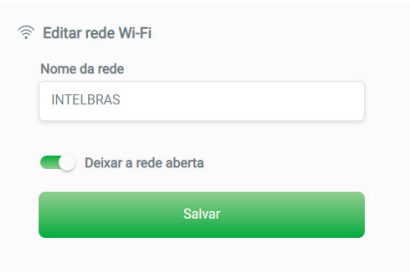 Editar rede Wi-Fi
Nome da rede
INTELBRAS
Deixar a rede aberta
Salvar